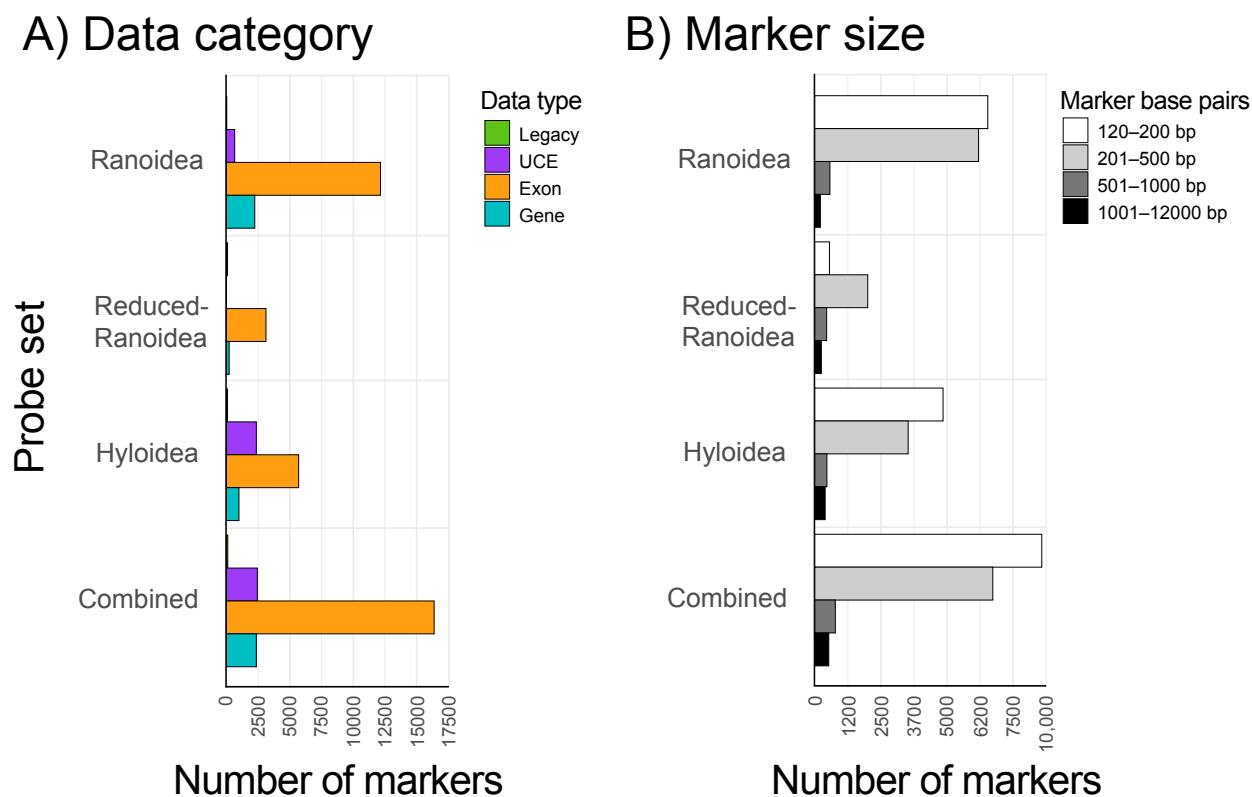 A) Data category
Data type
Legacy
UCE
Exon
Gene
Probe set
Ranoidea
Reduced-
Ranoidea
Hyloidea
Combined
0
2500
5000
7500
10000
12500
15000
17500
Number of markers
B) Marker size
Marker base pairs
120–200 bp
201–500 bp
501–1000 bp
1001–12000 bp
Ranoidea
Reduced-
Ranoidea
Hyloidea
Combined
0
1200
2500
3700
5000
6200
7500
10,000
Number of markers